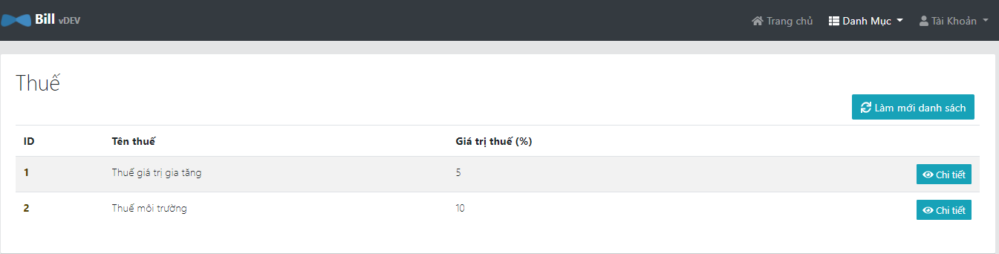 Bill vDEV Trang chủ Danh Mục Tài Khoản
Thuế
Làm mới danh sách
ID Tên thuế Giá trị thuế (%)
1 Thuế giá trị gia tăng 5 Chi tiết
2 Thuế môi trường 10 Chi tiết